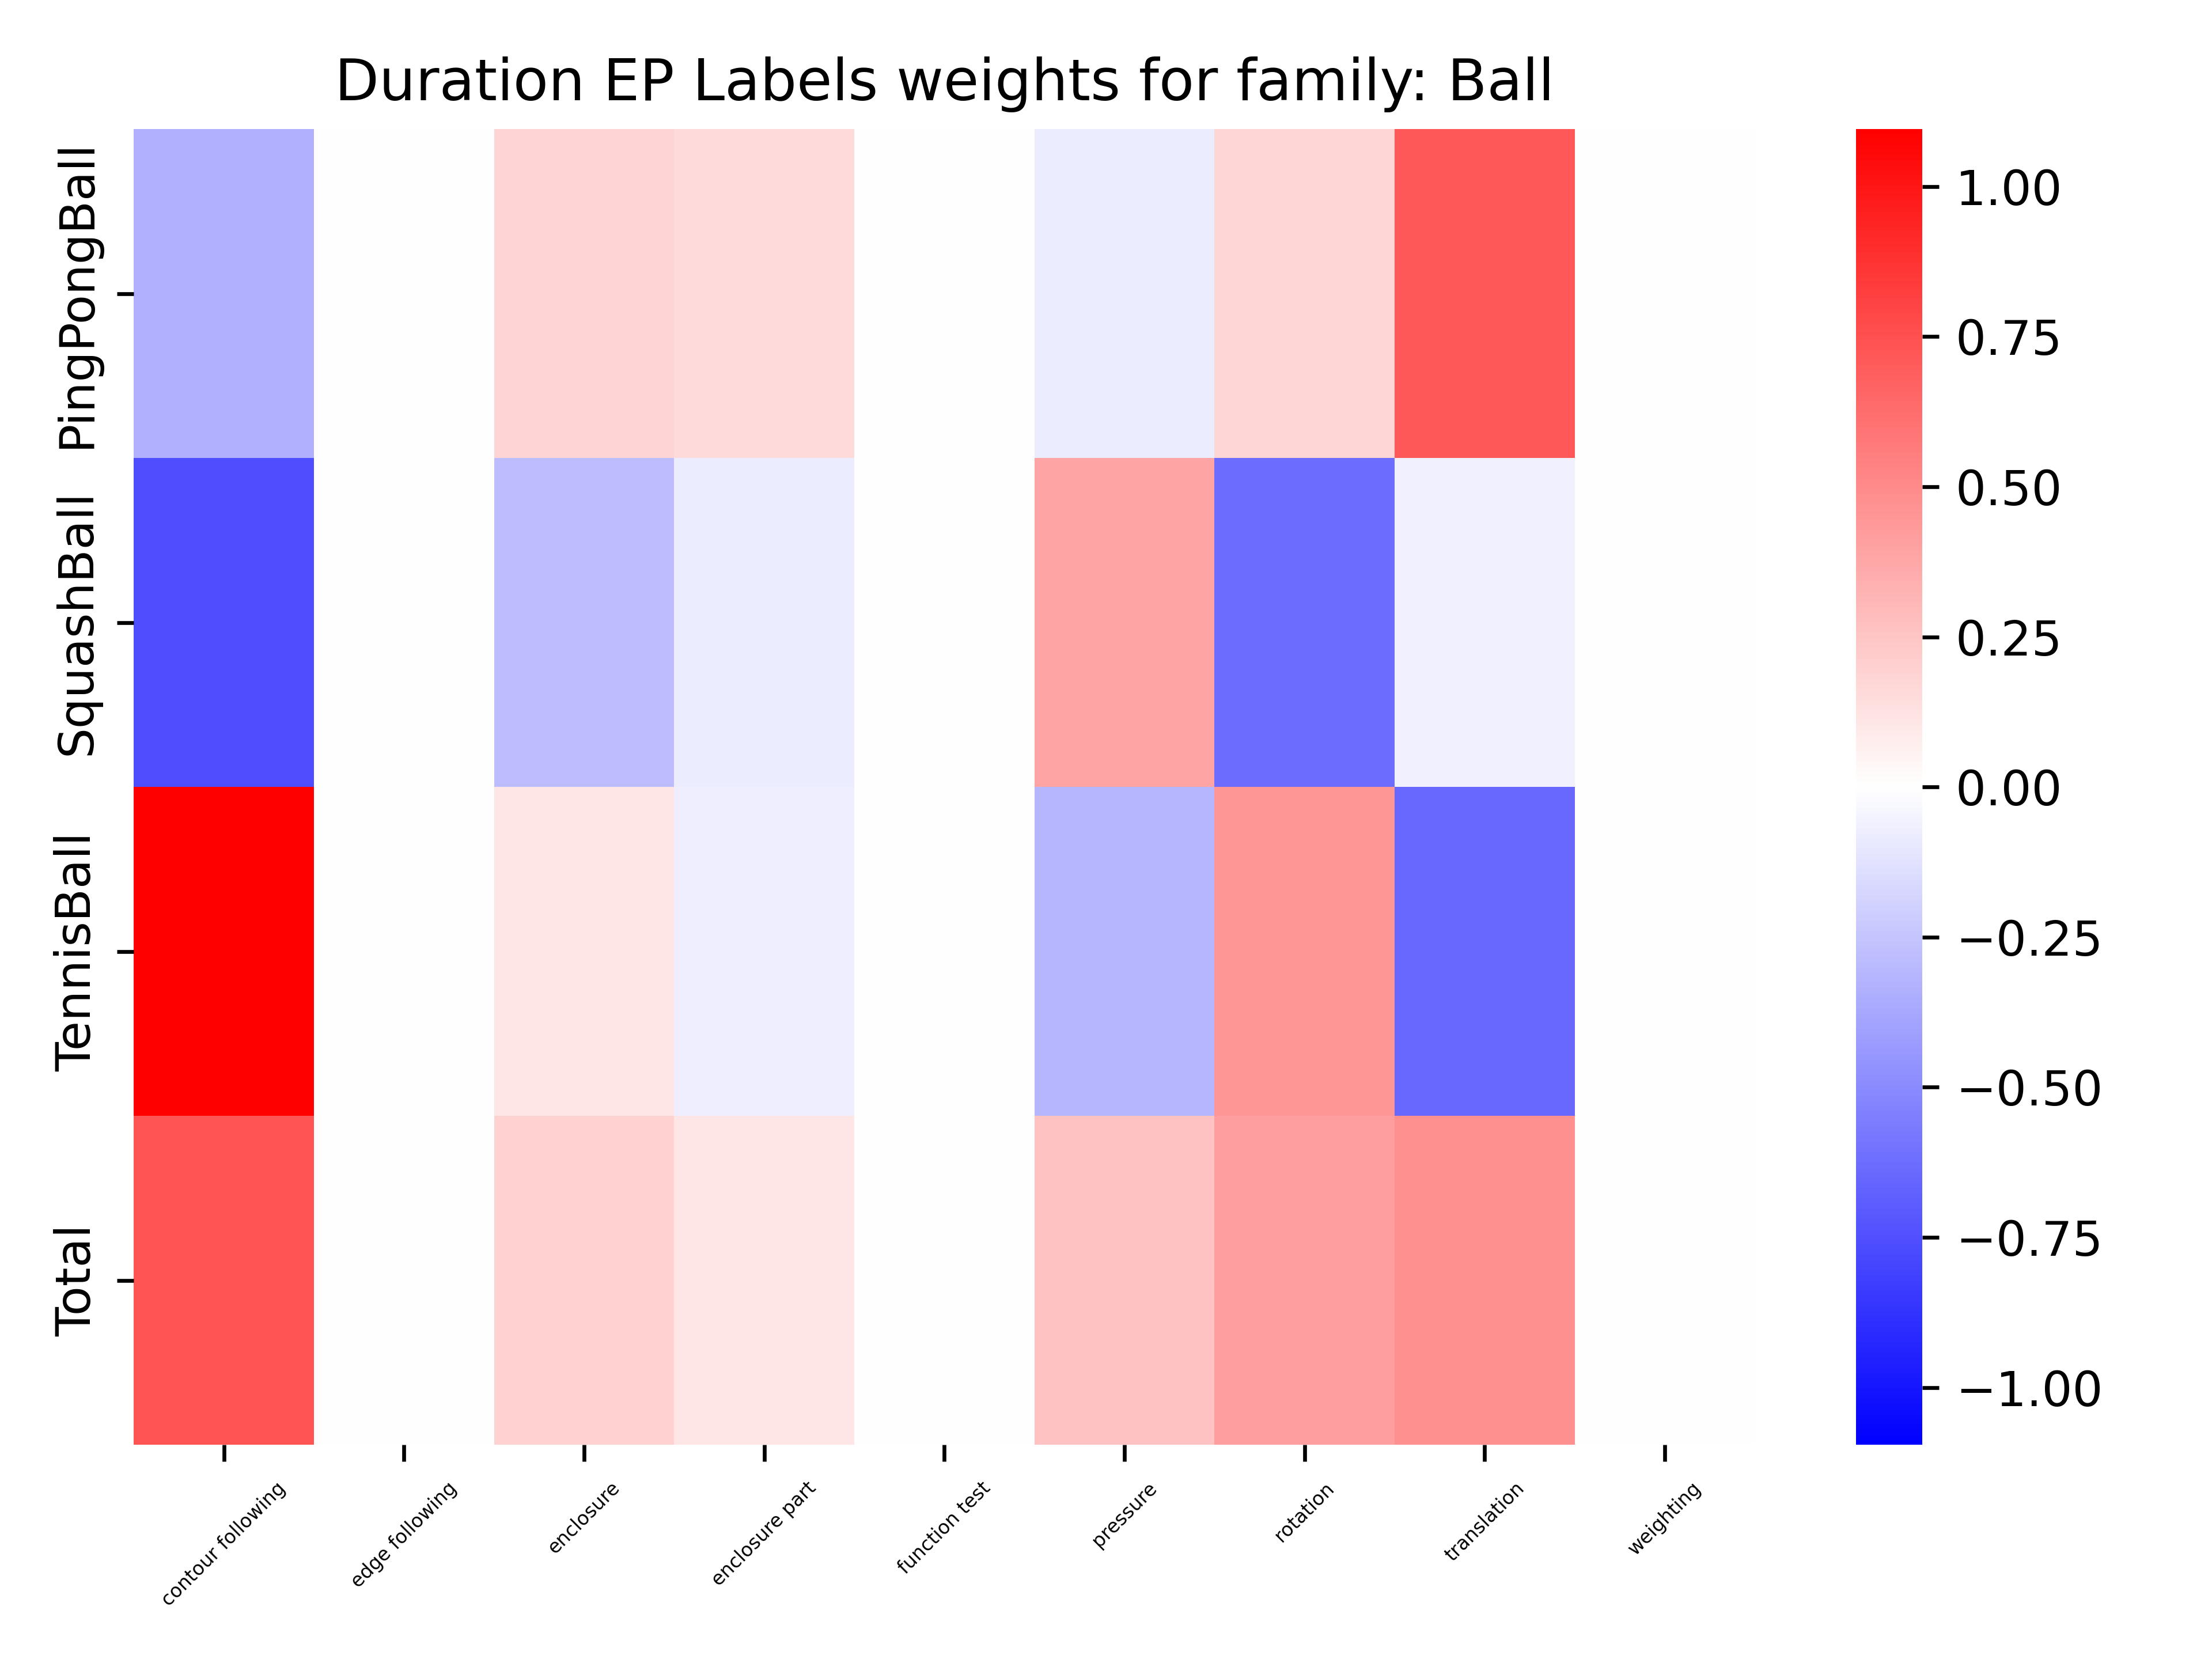 Duration EP Labels weights for family: Ball
PingPongBall
SquashBall
TennisBall
Total
contour following
edge following
enclosure
enclosure part
function test
pressure
rotation
translation
weighting
1.00
0.75
0.50
0.25
0.00
−0.25
−0.50
−0.75
−1.00